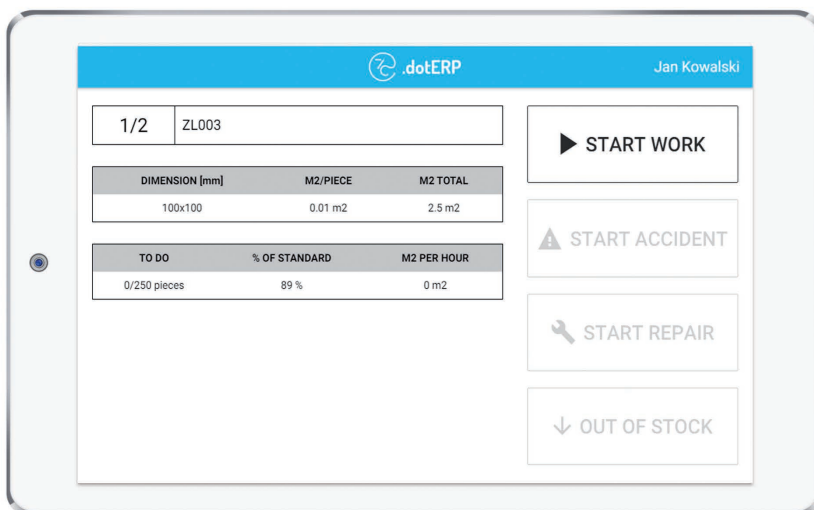 .dotERP
Jan Kowalski
1/2 ZL003
DIMENSION [mm] M2/PIECE M2 TOTAL
100x100 0.01 m2 2.5 m2
TO DO % OF STANDARD M2 PER HOUR
0/250 pieces 89 % 0 m2
START WORK
START ACCIDENT
START REPAIR
OUT OF STOCK